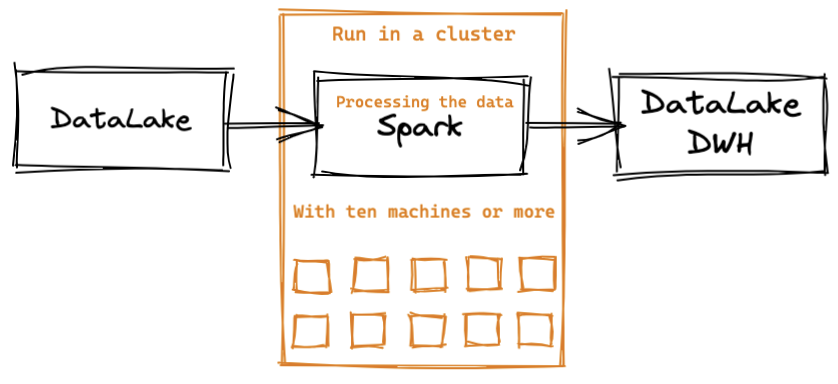 Run in a cluster
DataLake
Processing the data
Spark
DataLake
DWH
With ten machines or more